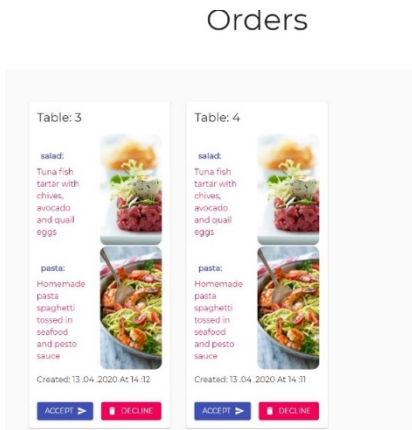 Orders
Table: 3
salad:
Tuna fish
tartar with
chives,
avocado
and quail
eggs
pasta:
Homemade
pasta
spaghetti
tossed in
seafood
and pesto
sauce
Created: 13 .04 .2020 At 14 :12
ACCEPT
DECLINE
Table: 4
salad:
Tuna fish
tartar with
chives,
avocado
and quail
eggs
pasta:
Homemade
pasta
spaghetti
tossed in
seafood
and pesto
sauce
Created: 13 .04 .2020 At 14 :11
ACCEPT
DECLINE